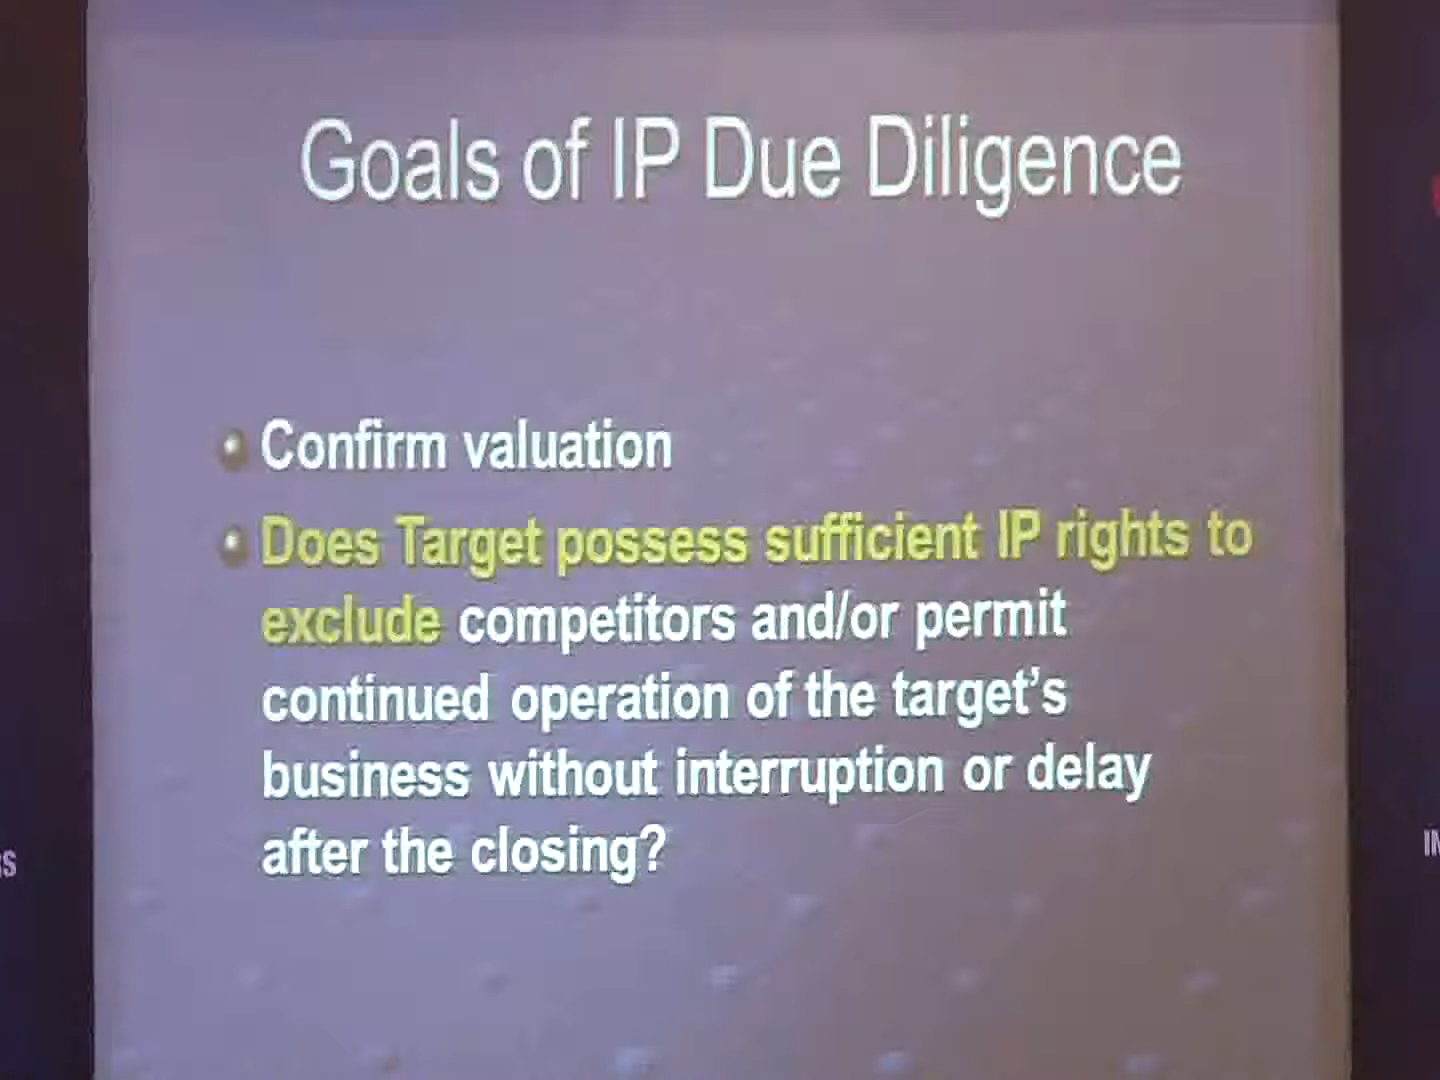 Goals of IP Due Diligence
Confirm valuation
Does Target possess sufficient IP rights to
exclude competitors and/or permit
continued operation of the target's
business without interruption or delay
after the closing?